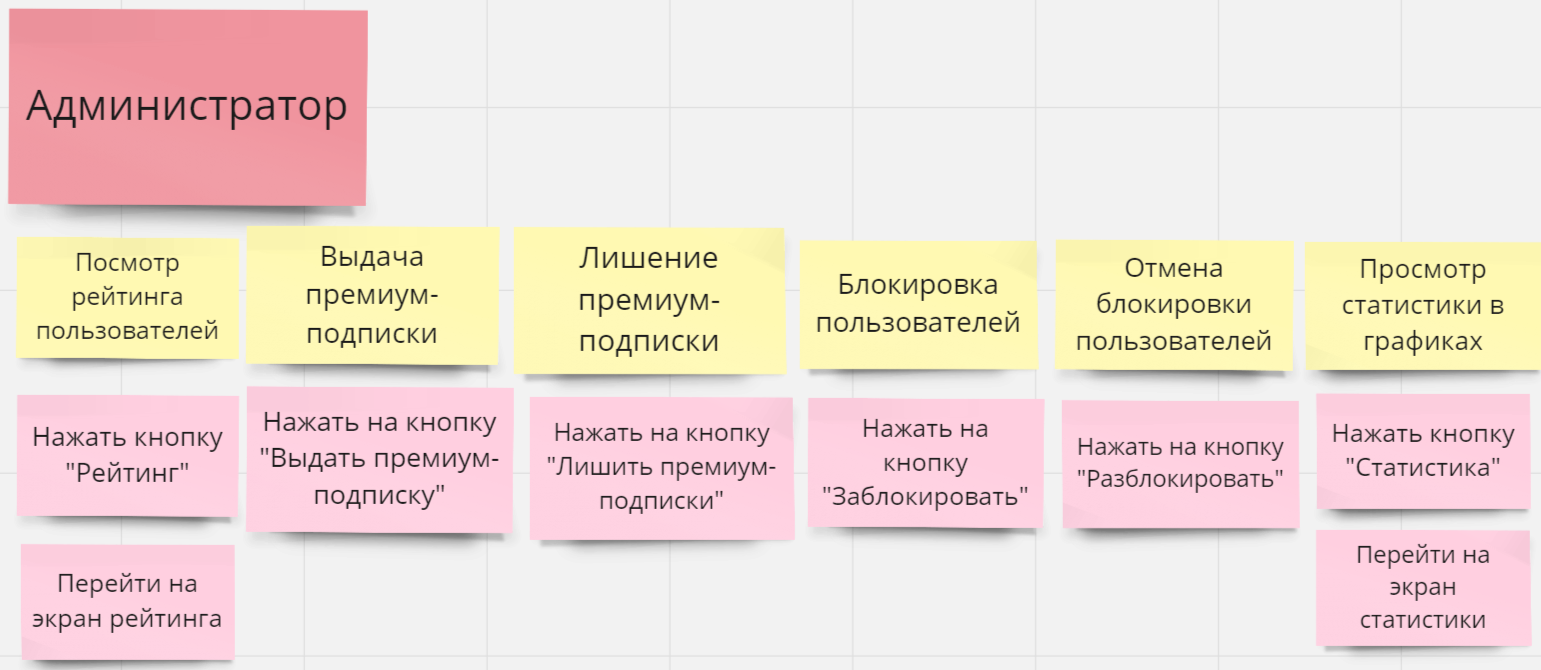 Администратор
Посмотр
рейтинга
пользователей
Выдача
премиум-
подписки
Лишение
премиум-
подписки
Блокировка
пользователей
Отмена
блокировки
пользователей
Просмотр
статистики в
графиках
Нажать кнопку
"Рейтинг"
Нажать на кнопку
"Выдать премиум-
подписку"
Нажать на кнопку
"Лишить премиум-
подписки"
Нажать на
кнопку
"Заблокировать"
Нажать на кнопку
"Разблокировать"
Нажать кнопку
"Статистика"
Перейти на
экран рейтинга
Перейти на
экран
статистики